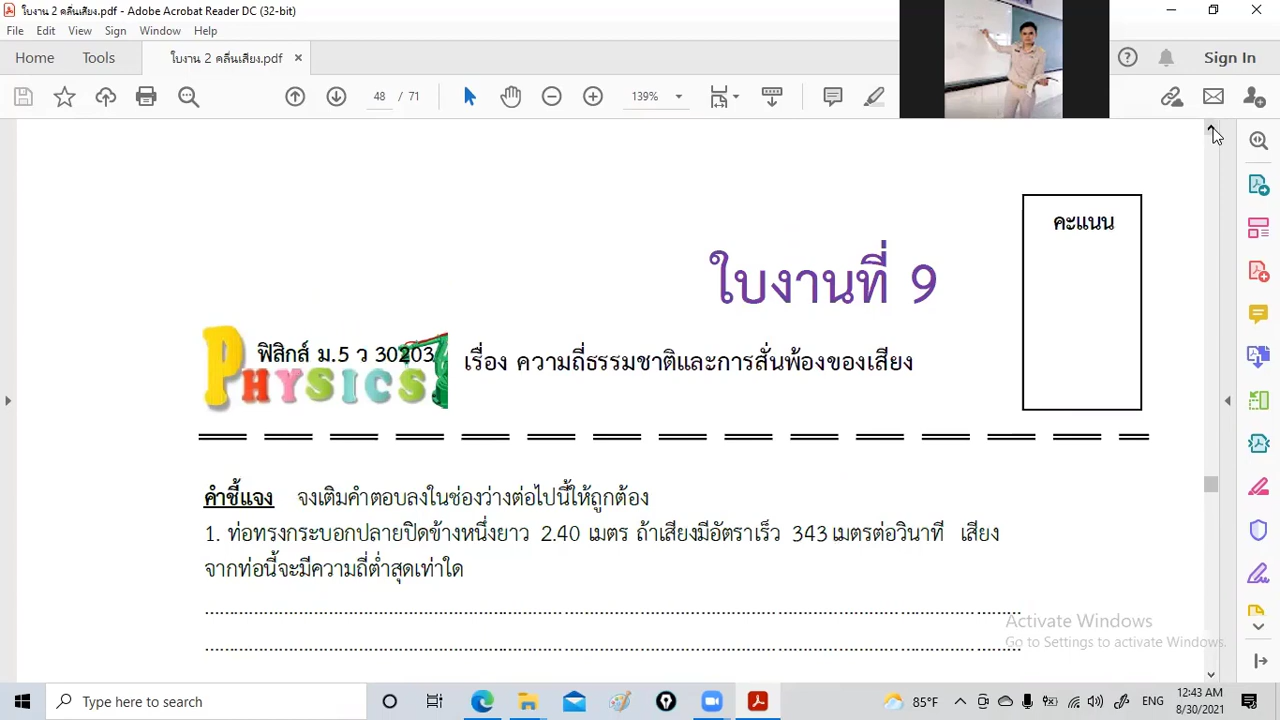 ใบงาน 2 คลื่นเสียง.pdf - Adobe Acrobat Reader DC (32-bit)
File Edit View Sign Window Help
Home Tools ใบงาน 2 คลื่นเสียง.pdf × Sign In
48 / 71 139%
คะแนน
ใบงานที่ 9
ฟิสิกส์ ม.5 ว 30203
PHYSICS
เรื่อง ความถี่ธรรมชาติและการสั่นพ้องของเสียง
คำชี้แจง จงเติมคำตอบลงในช่องว่างต่อไปนี้ให้ถูกต้อง
1. ท่อทรงกระบอกปลายปิดข้างหนึ่งยาว 2.40 เมตร ถ้าเสียงมีอัตราเร็ว 343 เมตรต่อวินาที เสียง
จากท่อนี้จะมีความถี่ต่ำสุดเท่าใด
Activate Windows
Go to Settings to activate Windows.
Type here to search 85°F ENG 12:43 AM
8/30/2021